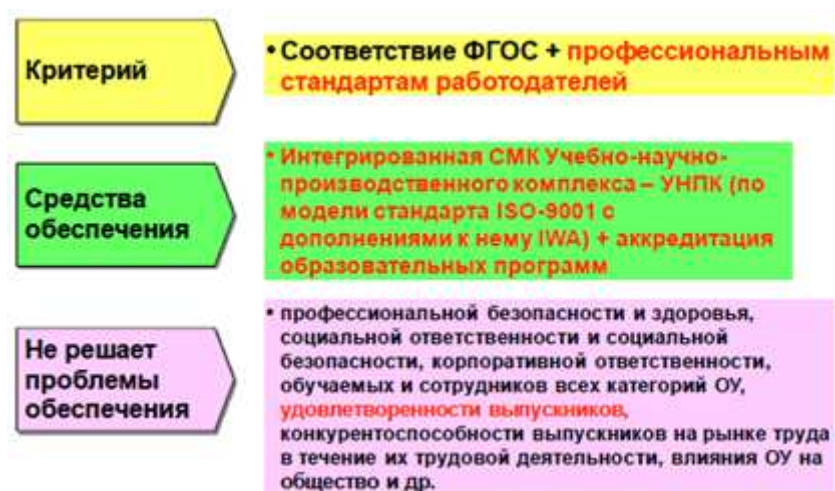 Критерий
• Соответствие ФГОС + профессиональным
стандартам работодателей
Средства
обеспечения
• Интегрированная СМК Учебно-научно-
производственного комплекса – УНПК (по
модели стандарта ISO-9001 с
дополнениями к нему IWA) + аккредитация
образовательных программ
Не решает
проблемы
обеспечения
• профессиональной безопасности и здоровья,
социальной ответственности и социальной
безопасности, корпоративной ответственности,
обучаемых и сотрудников всех категорий ОУ,
удовлетворенности выпускников,
конкурентоспособности выпускников на рынке труда
в течение их трудовой деятельности, влияния ОУ на
общество и др.